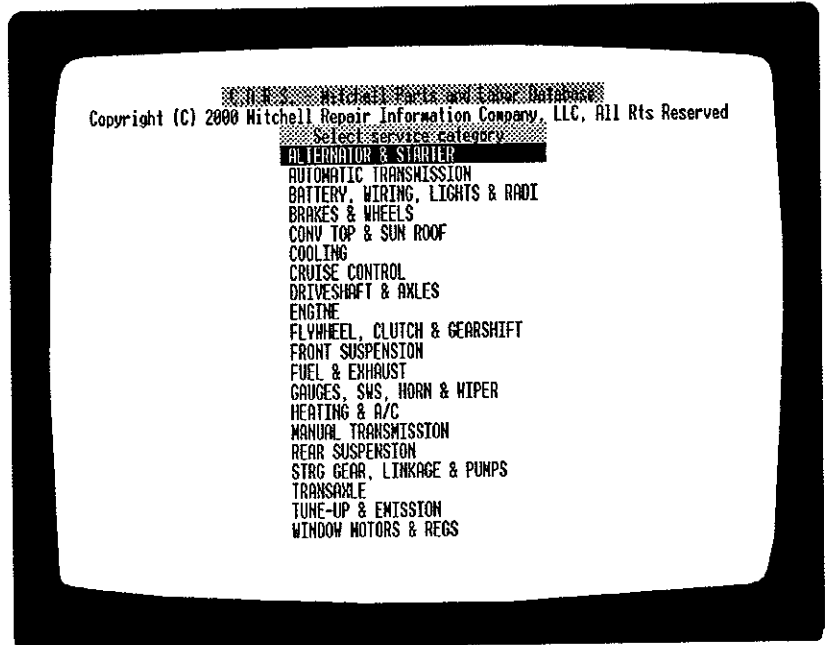 C.A.R.S. Mitchell Parts and Labor Database
Copyright (C) 2000 Mitchell Repair Information Company, LLC, All Rts Reserved
Select service category
ALTERNATOR & STARTER
AUTOMATIC TRANSMISSION
BATTERY, WIRING, LIGHTS & RADI
BRAKES & WHEELS
CONV TOP & SUN ROOF
COOLING
CRUISE CONTROL
DRIVESHAFT & AXLES
ENGINE
FLYWHEEL, CLUTCH & GEARSHIFT
FRONT SUSPENSION
FUEL & EXHAUST
GAUGES, SWS, HORN & WIPER
HEATING & A/C
MANUAL TRANSMISSION
REAR SUSPENSION
STRG GEAR, LINKAGE & PUMPS
TRANSAXLE
TUNE-UP & EMISSION
WINDOW MOTORS & REGS